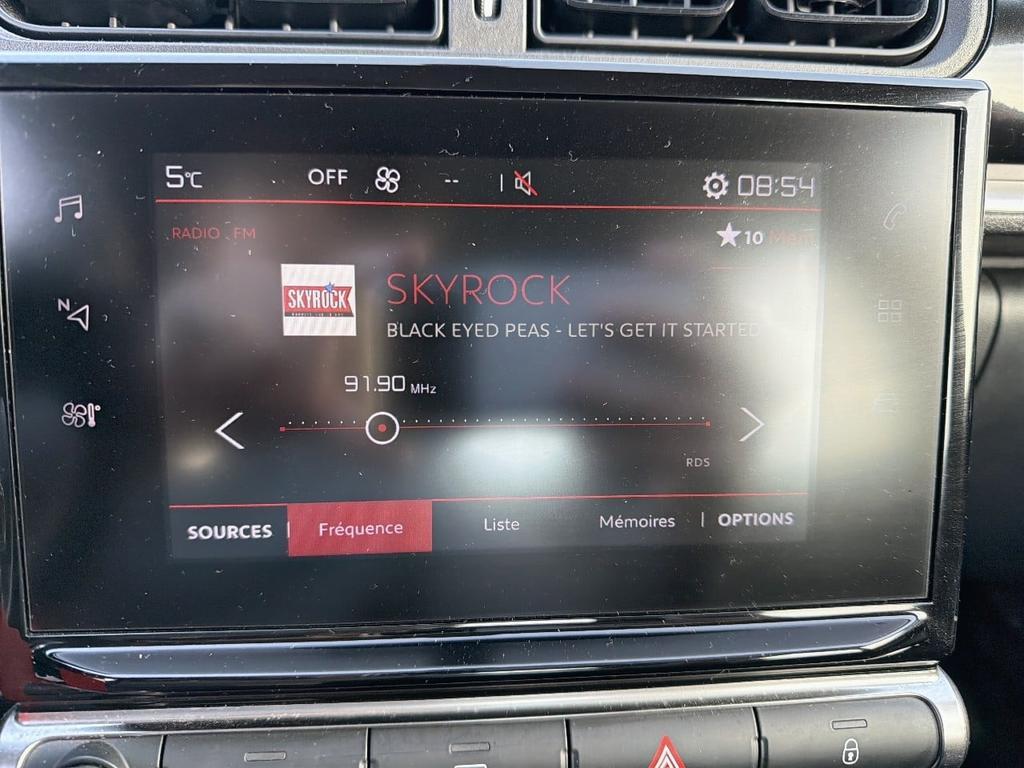 5°C OFF -- 08:54
RADIO FM
10 Mém
SKYROCK
SKYROCK
BLACK EYED PEAS - LET'S GET IT STARTED
91.90 MHz
N
RDS
SOURCES Fréquence Liste Mémoires OPTIONS